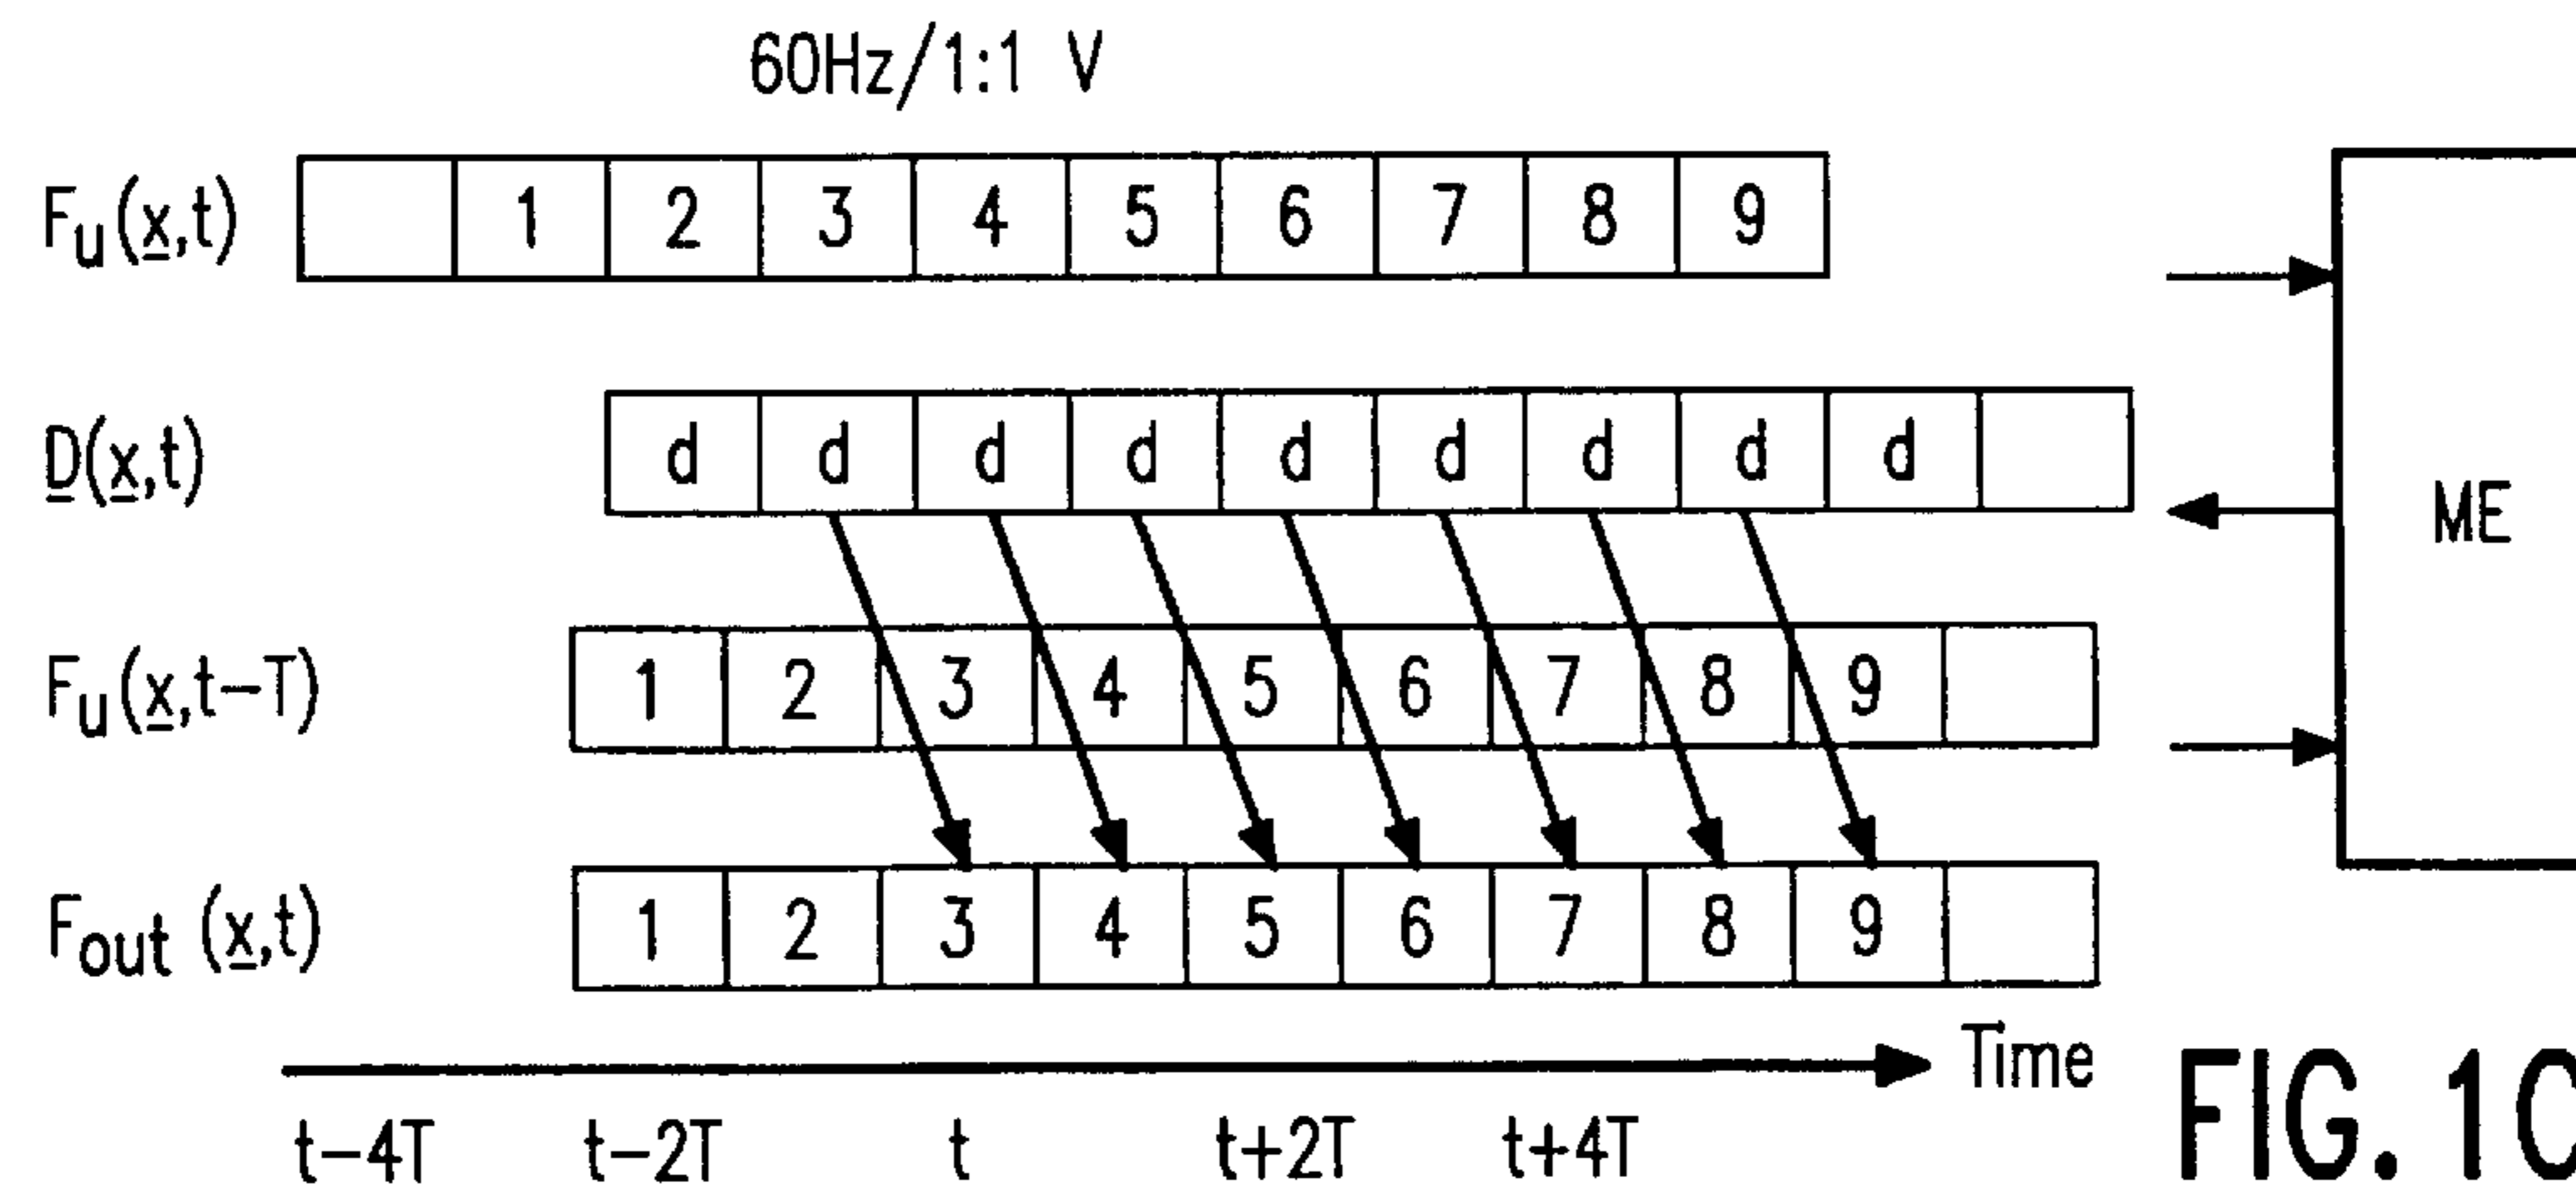 60Hz/1:1 V
Fu(x,t) 1 2 3 4 5 6 7 8 9
D(x,t) d d d d d d d d d
ME
Fu(x,t-T) 1 2 3 4 5 6 7 8 9
Fout (x,t) 1 2 3 4 5 6 7 8 9
Time
t-4T t-2T t t+2T t+4T
FIG. 1C